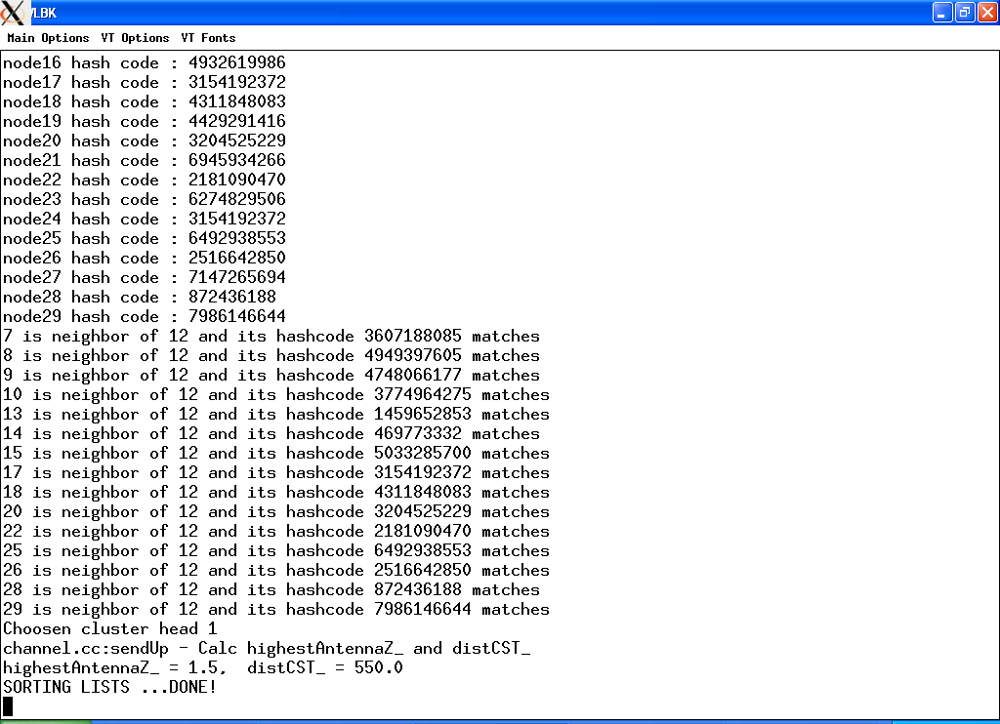 VLBK
Main Options VT Options VT Fonts
node16 hash code : 4932619986
node17 hash code : 3154192372
node18 hash code : 4311848083
node19 hash code : 4429291416
node20 hash code : 3204525229
node21 hash code : 6945934266
node22 hash code : 2181090470
node23 hash code : 6274829506
node24 hash code : 3154192372
node25 hash code : 6492938553
node26 hash code : 2516642850
node27 hash code : 7147265694
node28 hash code : 872436188
node29 hash code : 7986146644
7 is neighbor of 12 and its hashcode 3607188085 matches
8 is neighbor of 12 and its hashcode 4949397605 matches
9 is neighbor of 12 and its hashcode 4748066177 matches
10 is neighbor of 12 and its hashcode 3774964275 matches
13 is neighbor of 12 and its hashcode 1459652853 matches
14 is neighbor of 12 and its hashcode 469773332 matches
15 is neighbor of 12 and its hashcode 5033285700 matches
17 is neighbor of 12 and its hashcode 3154192372 matches
18 is neighbor of 12 and its hashcode 4311848083 matches
20 is neighbor of 12 and its hashcode 3204525229 matches
22 is neighbor of 12 and its hashcode 2181090470 matches
25 is neighbor of 12 and its hashcode 6492938553 matches
26 is neighbor of 12 and its hashcode 2516642850 matches
28 is neighbor of 12 and its hashcode 872436188 matches
29 is neighbor of 12 and its hashcode 7986146644 matches
Choosen cluster head 1
channel.cc:sendUp - Calc highestAntennaZ_ and distCST_
highestAntennaZ_ = 1.5,  distCST_ = 550.0
SORTING LISTS ...DONE!